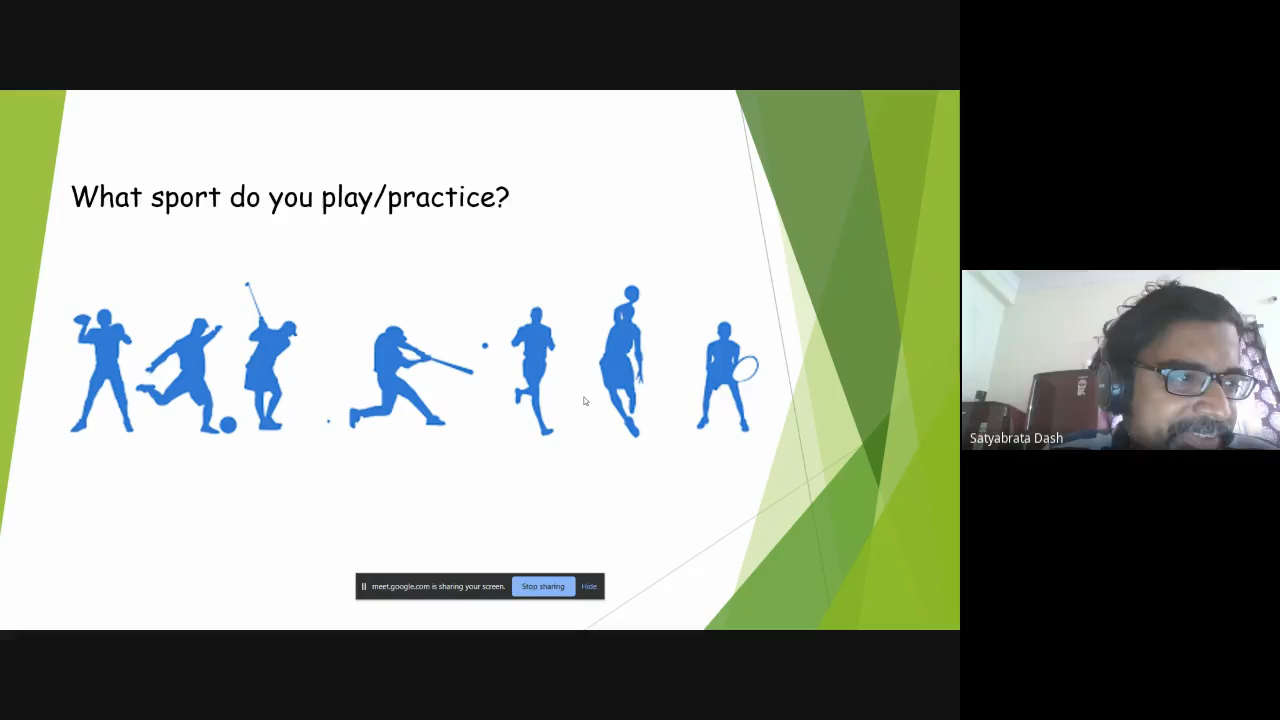 What sport do you play/practice?
Satyabrata Dash
meet.google.com is sharing your screen. Stop sharing Hide